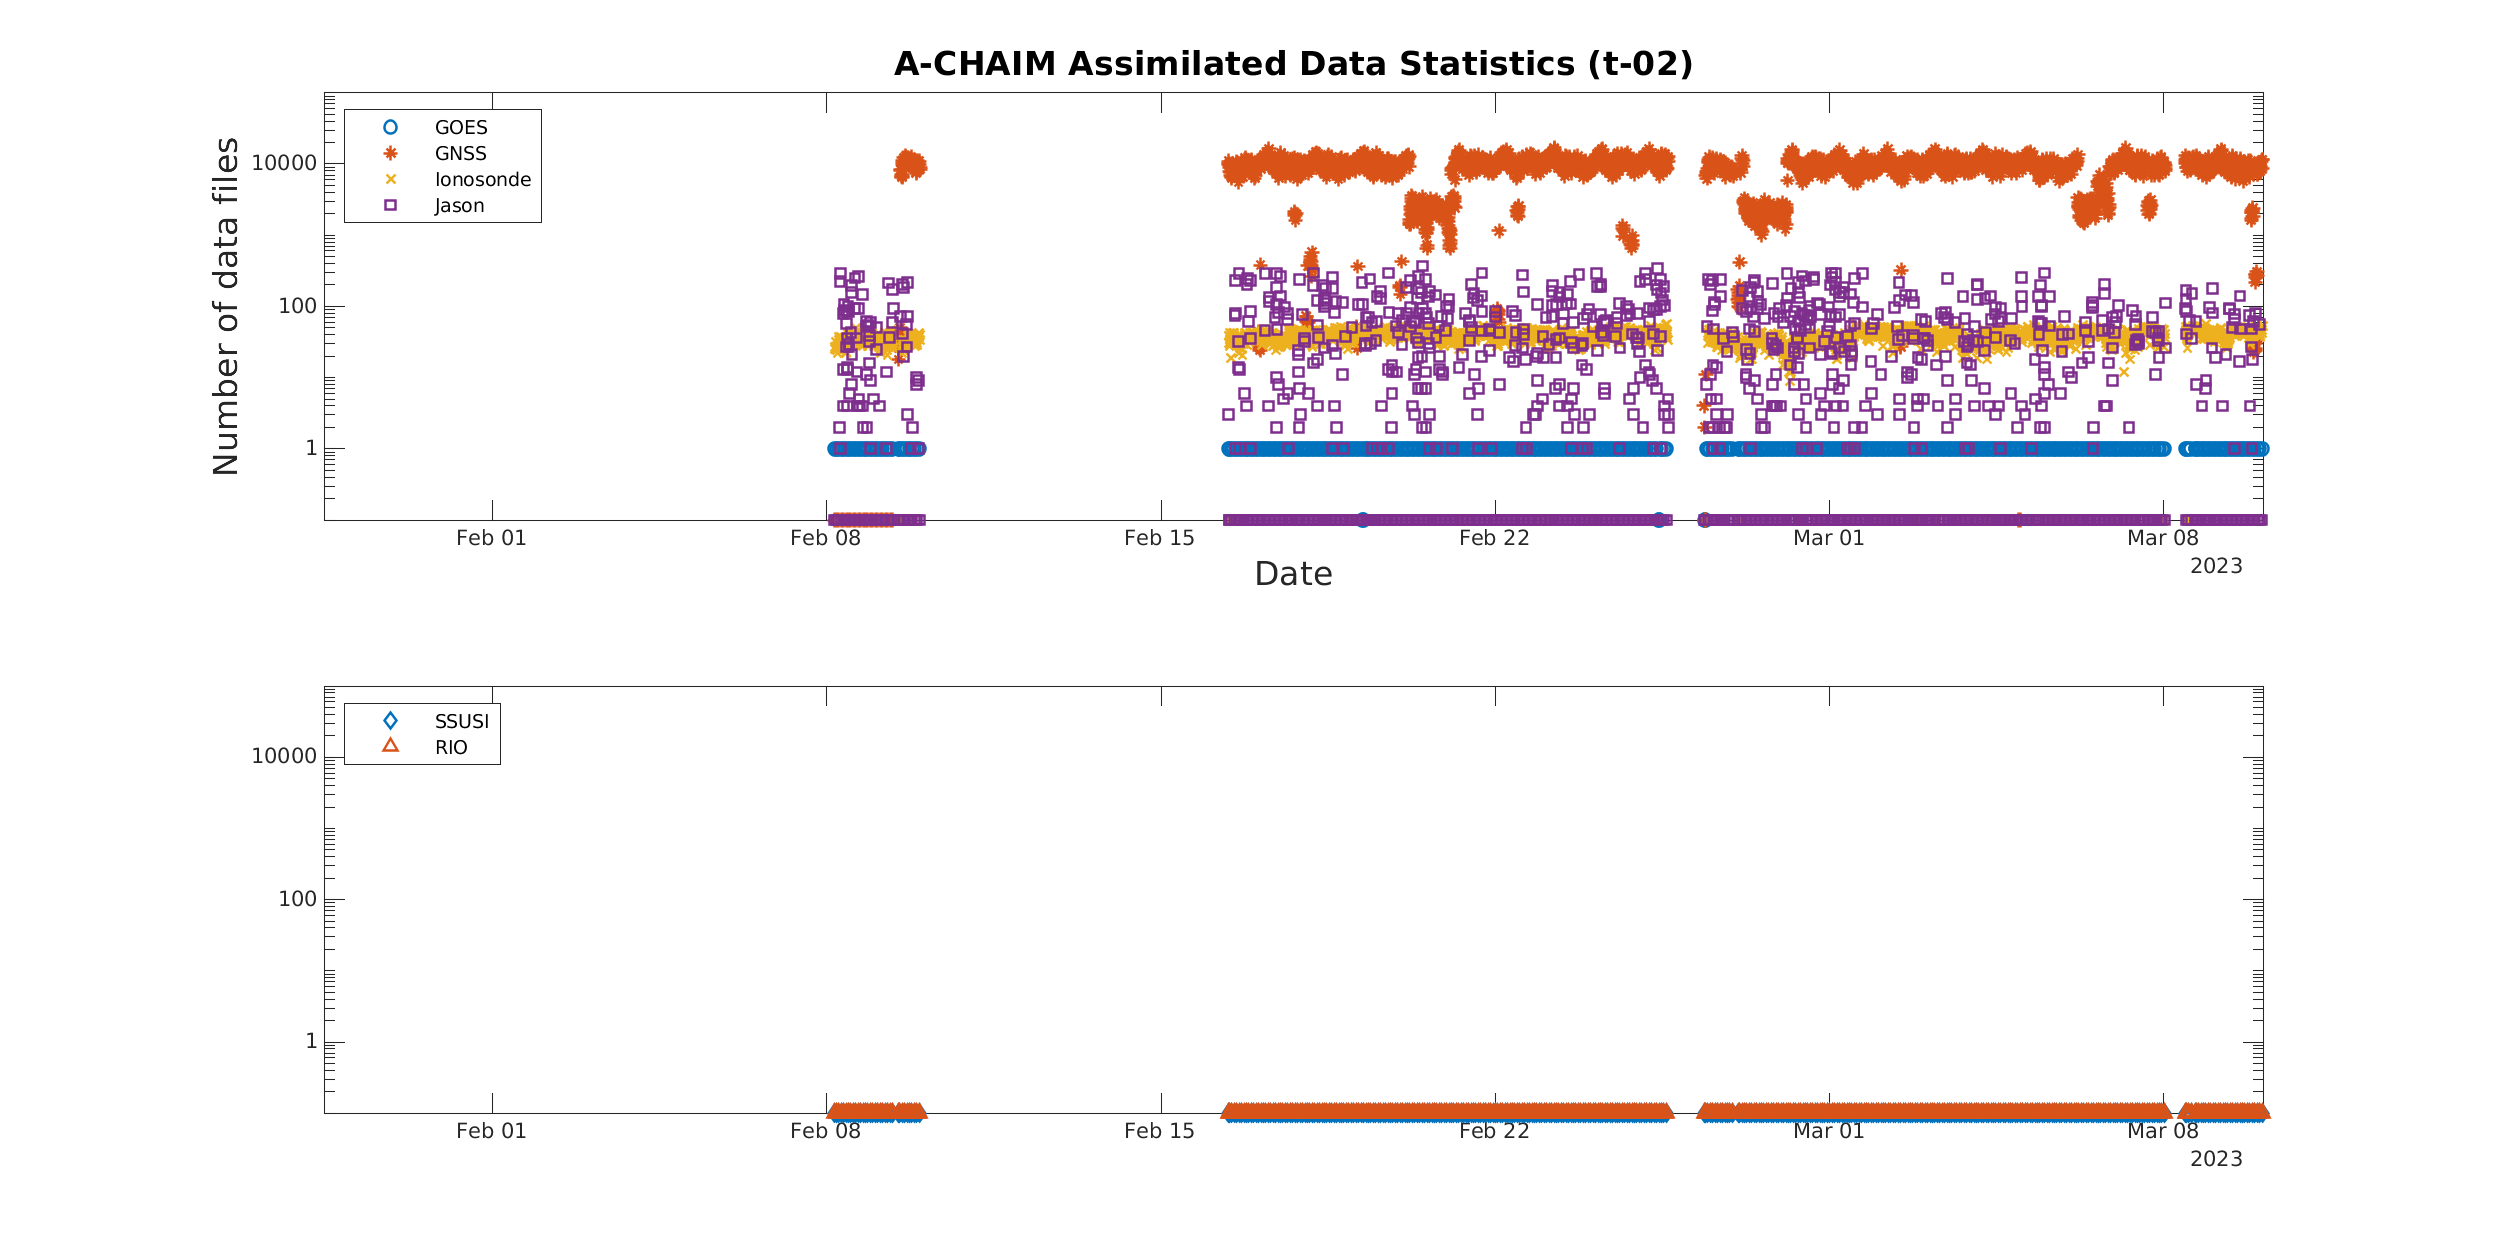 A-CHAIM Assimilated Data Statistics (t-02)
Number of data files
10000
100
1
GOES
GNSS
Ionosonde
Jason
Feb 01
Feb 08
Feb 15
Feb 22
Mar 01
Mar 08
2023
Date
10000
100
1
SSUSI
RIO
Feb 01
Feb 08
Feb 15
Feb 22
Mar 01
Mar 08
2023